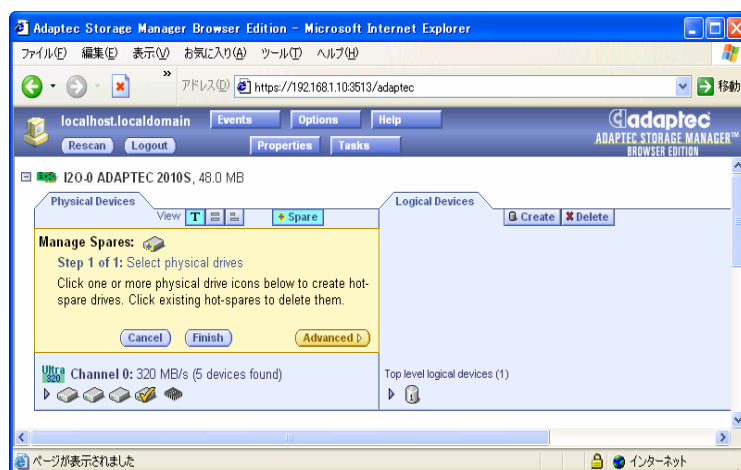 Adaptec Storage Manager Browser Edition - Microsoft Internet Explorer
ファイル(F) 編集(E) 表示(V) お気に入り(A) ツール(T) ヘルプ(H)
» アドレス(D) https://192.168.1.10:3513/adaptec 移動
localhost.localdomain Events Options Help adaptec
Rescan Logout Properties Tasks ADAPTEC STORAGE MANAGER™
BROWSER EDITION
I2O-0 ADAPTEC 2010S, 48.0 MB
Physical Devices Logical Devices
View T + Spare Create Delete
Manage Spares:
Step 1 of 1: Select physical drives
Click one or more physical drive icons below to create hot-
spare drives. Click existing hot-spares to delete them.
Cancel Finish Advanced
Ultra 320 Channel 0: 320 MB/s (5 devices found) Top level logical devices (1)
ページが表示されました インターネット